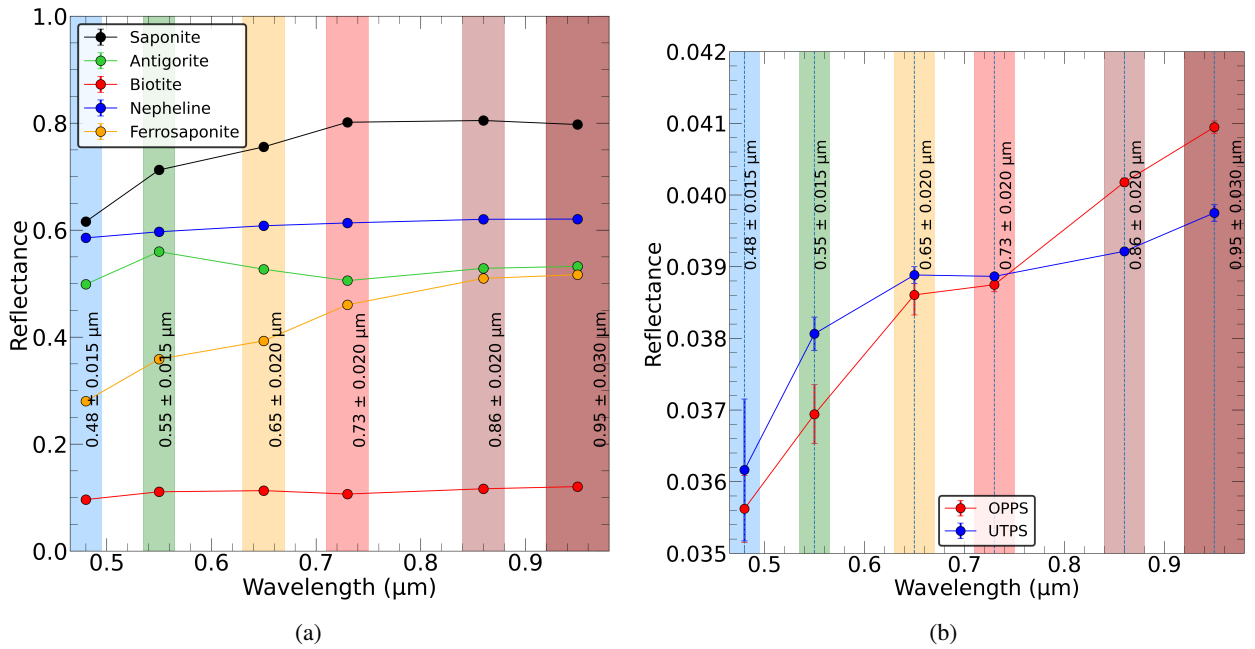 1.0
0.8
0.6
0.4
0.2
0.0
Reflectance
Saponite
Antigorite
Biotite
Nepheline
Ferrosaponite
0.48 ± 0.015 μm
0.55 ± 0.015 μm
0.65 ± 0.020 μm
0.73 ± 0.020 μm
0.86 ± 0.020 μm
0.95 ± 0.030 μm
0.5 0.6 0.7 0.8 0.9
Wavelength (μm)
(a)
0.042
0.041
0.040
0.039
0.038
0.037
0.036
0.035
Reflectance
0.48 ± 0.015 μm
0.55 ± 0.015 μm
0.65 ± 0.020 μm
0.73 ± 0.020 μm
0.86 ± 0.020 μm
0.95 ± 0.030 μm
OPPS
UTPS
0.5 0.6 0.7 0.8 0.9
Wavelength (μm)
(b)